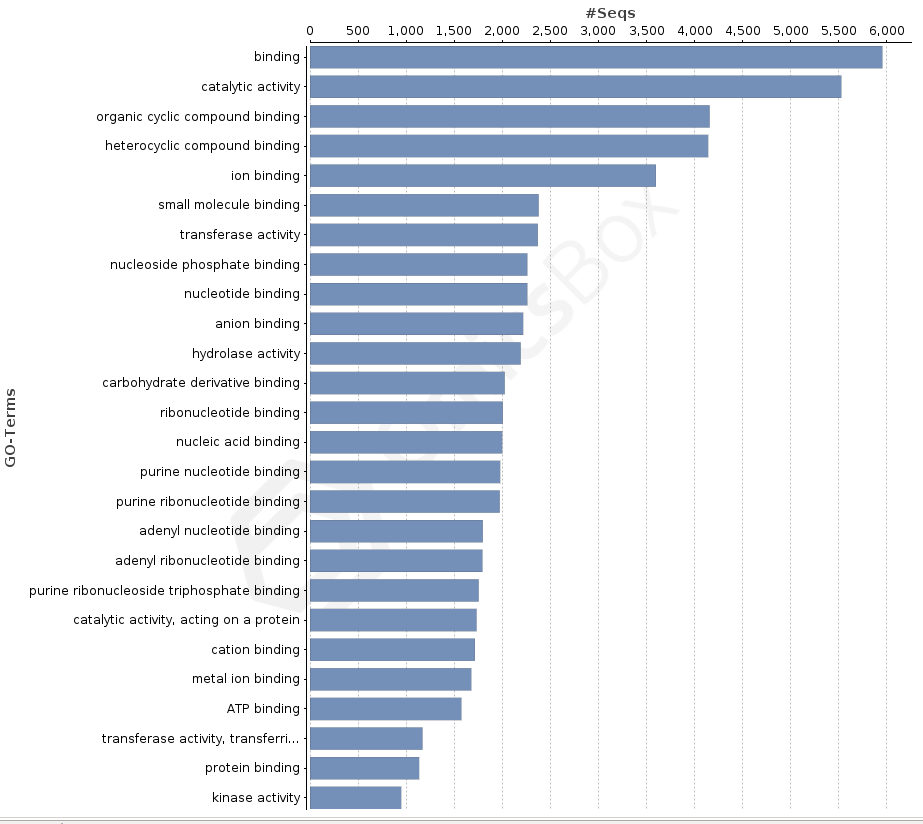 #Seqs
0 500 1,000 1,500 2,000 2,500 3,000 3,500 4,000 4,500 5,000 5,500 6,000
GO-Terms
binding
catalytic activity
organic cyclic compound binding
heterocyclic compound binding
ion binding
small molecule binding
transferase activity
nucleoside phosphate binding
nucleotide binding
anion binding
hydrolase activity
carbohydrate derivative binding
ribonucleotide binding
nucleic acid binding
purine nucleotide binding
purine ribonucleotide binding
adenyl nucleotide binding
adenyl ribonucleotide binding
purine ribonucleoside triphosphate binding
catalytic activity, acting on a protein
cation binding
metal ion binding
ATP binding
transferase activity, transferri...
protein binding
kinase activity